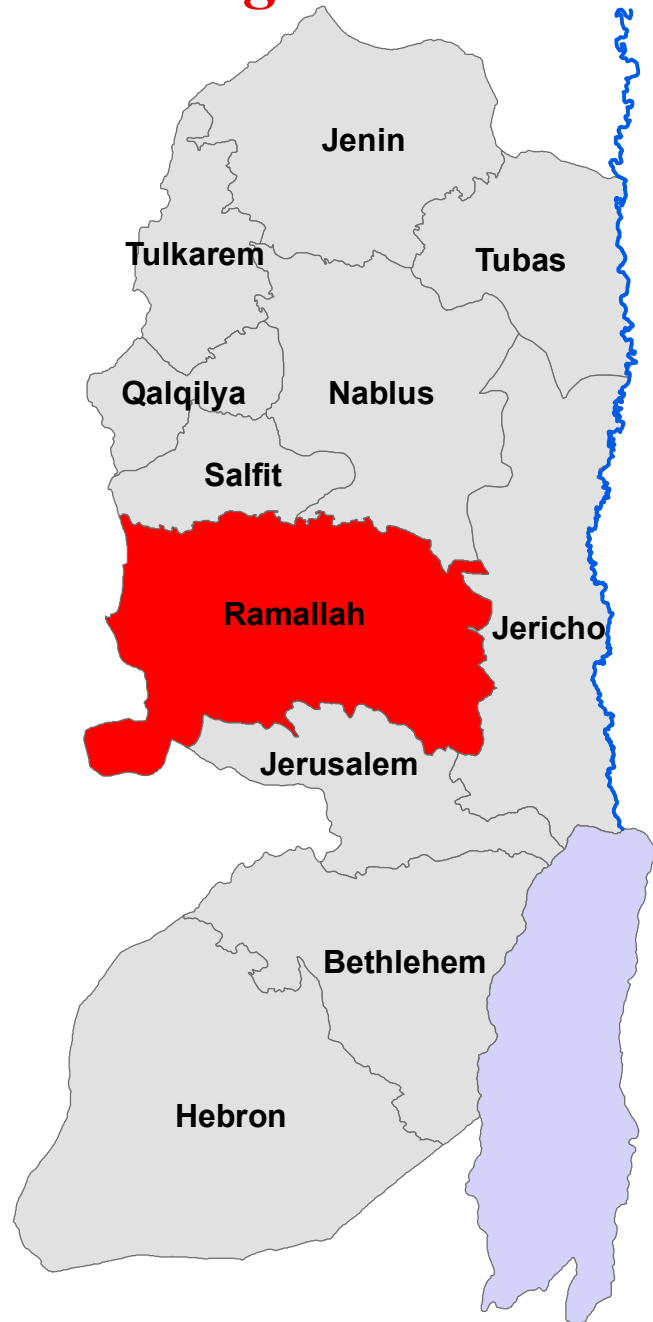 Jenin
Tulkarem
Tubas
Qalqilya
Nablus
Salfit
Ramallah
Jericho
Jerusalem
Bethlehem
Hebron